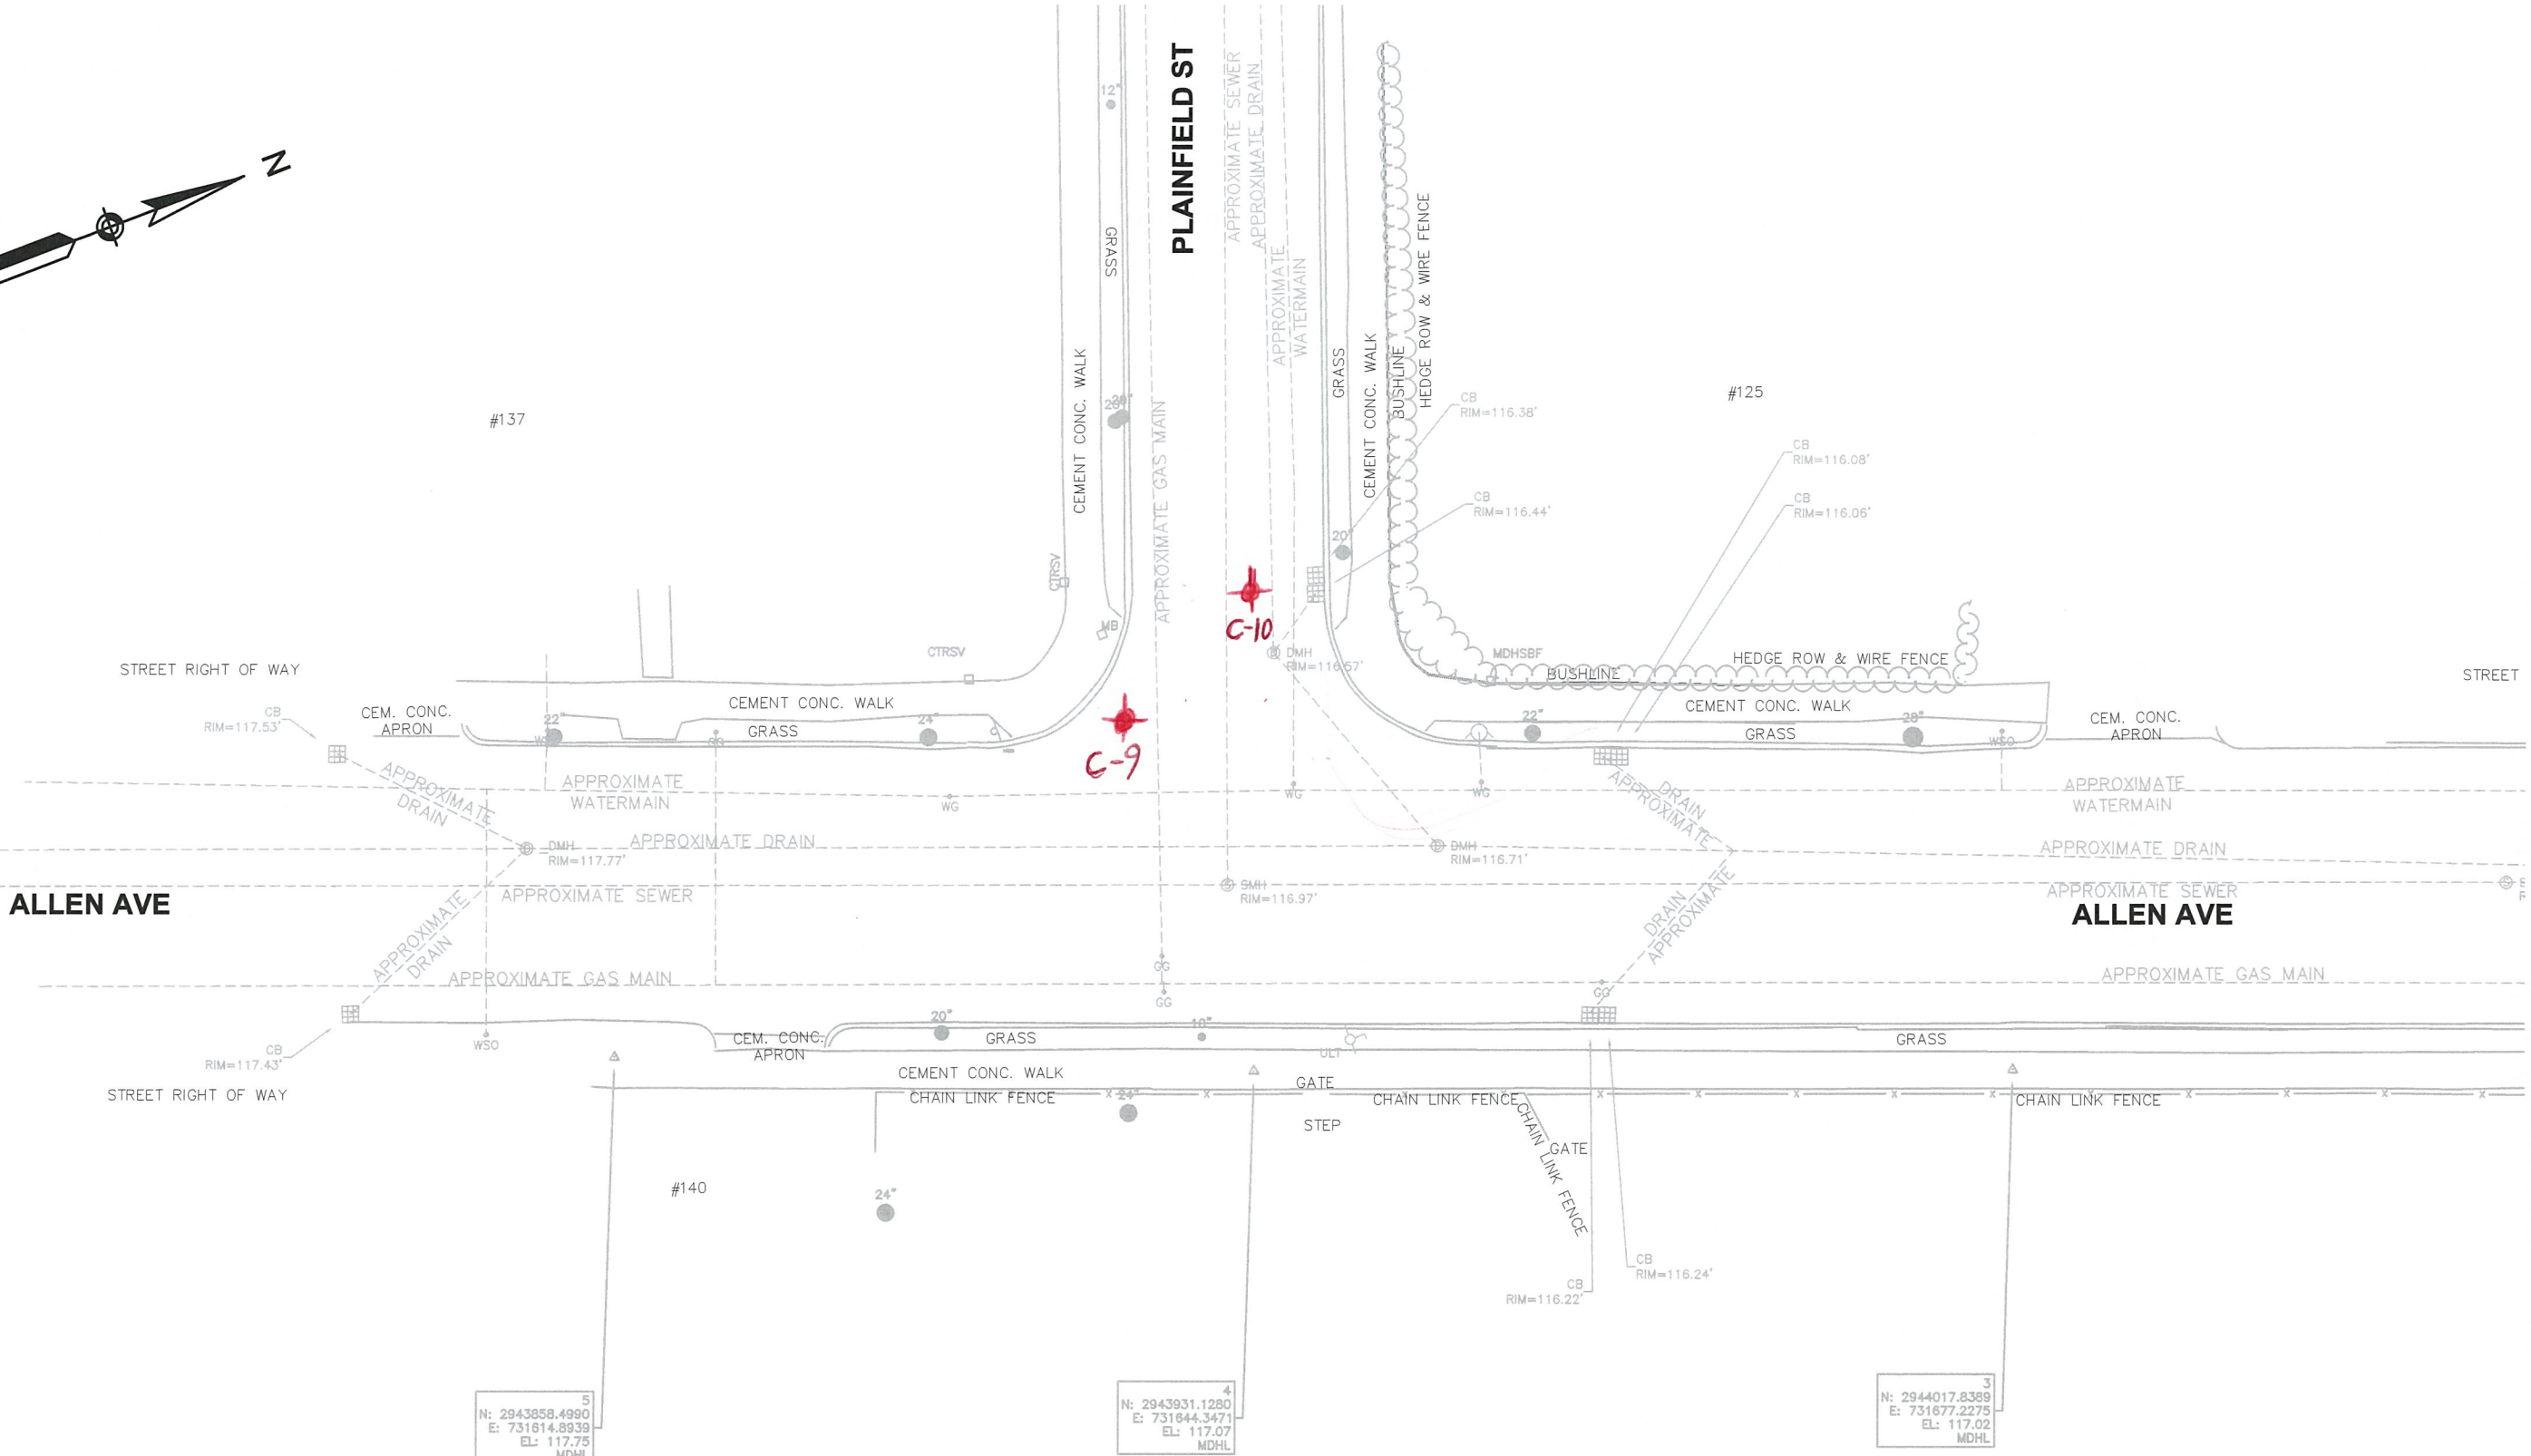 PLAINFIELD ST
APPROXIMATE SEWER
APPROXIMATE DRAIN
12"
N
GRASS
HEDGE ROW & WIRE FENCE
APPROXIMATE
WATERMAIN
CEMENT CONC. WALK
GRASS
CEMENT CONC. WALK
BUSHLINE
#137
#125
APPROXIMATE GAS MAIN
CB
RIM=116.38'
CB
RIM=116.08'
CB
RIM=116.44'
CB
RIM=116.06'
20"
CTRSV
C-10
MB
CTRSV
DMH
RIM=116.57'
MDHSBF
HEDGE ROW & WIRE FENCE
BUSHLINE
STREET RIGHT OF WAY
STREET
CEMENT CONC. WALK
CEMENT CONC. WALK
CB
RIM=117.53'
CEM. CONC.
APRON
22"
GRASS
24"
C-9
22"
GRASS
28"
WSO
CEM. CONC.
APRON
GG
APPROXIMATE
DRAIN
APPROXIMATE
WATERMAIN
WG
WG
WG
DRAIN
APPROXIMATE
APPROXIMATE
WATERMAIN
DMH
RIM=117.77'
APPROXIMATE DRAIN
DMH
RIM=116.71'
APPROXIMATE DRAIN
ALLEN AVE
APPROXIMATE SEWER
SMH
RIM=116.97'
APPROXIMATE SEWER
ALLEN AVE
APPROXIMATE
DRAIN
DRAIN
APPROXIMATE
APPROXIMATE GAS MAIN
GG
GG
GG
APPROXIMATE GAS MAIN
CB
RIM=117.43'
WSO
CEM. CONC.
APRON
20"
GRASS
10"
ULT
GRASS
STREET RIGHT OF WAY
CEMENT CONC. WALK
GATE
CHAIN LINK FENCE
24"
CHAIN LINK FENCE
CHAIN LINK FENCE
STEP
CHAIN LINK FENCE
GATE
#140
24"
CB
RIM=116.24'
CB
RIM=116.22'
5
N: 2943858.4990
E: 731614.8939
EL: 117.75
MDHL
4
N: 2943931.1280
E: 731644.3471
EL: 117.07
MDHL
3
N: 2944017.8389
E: 731677.2275
EL: 117.02
MDHL